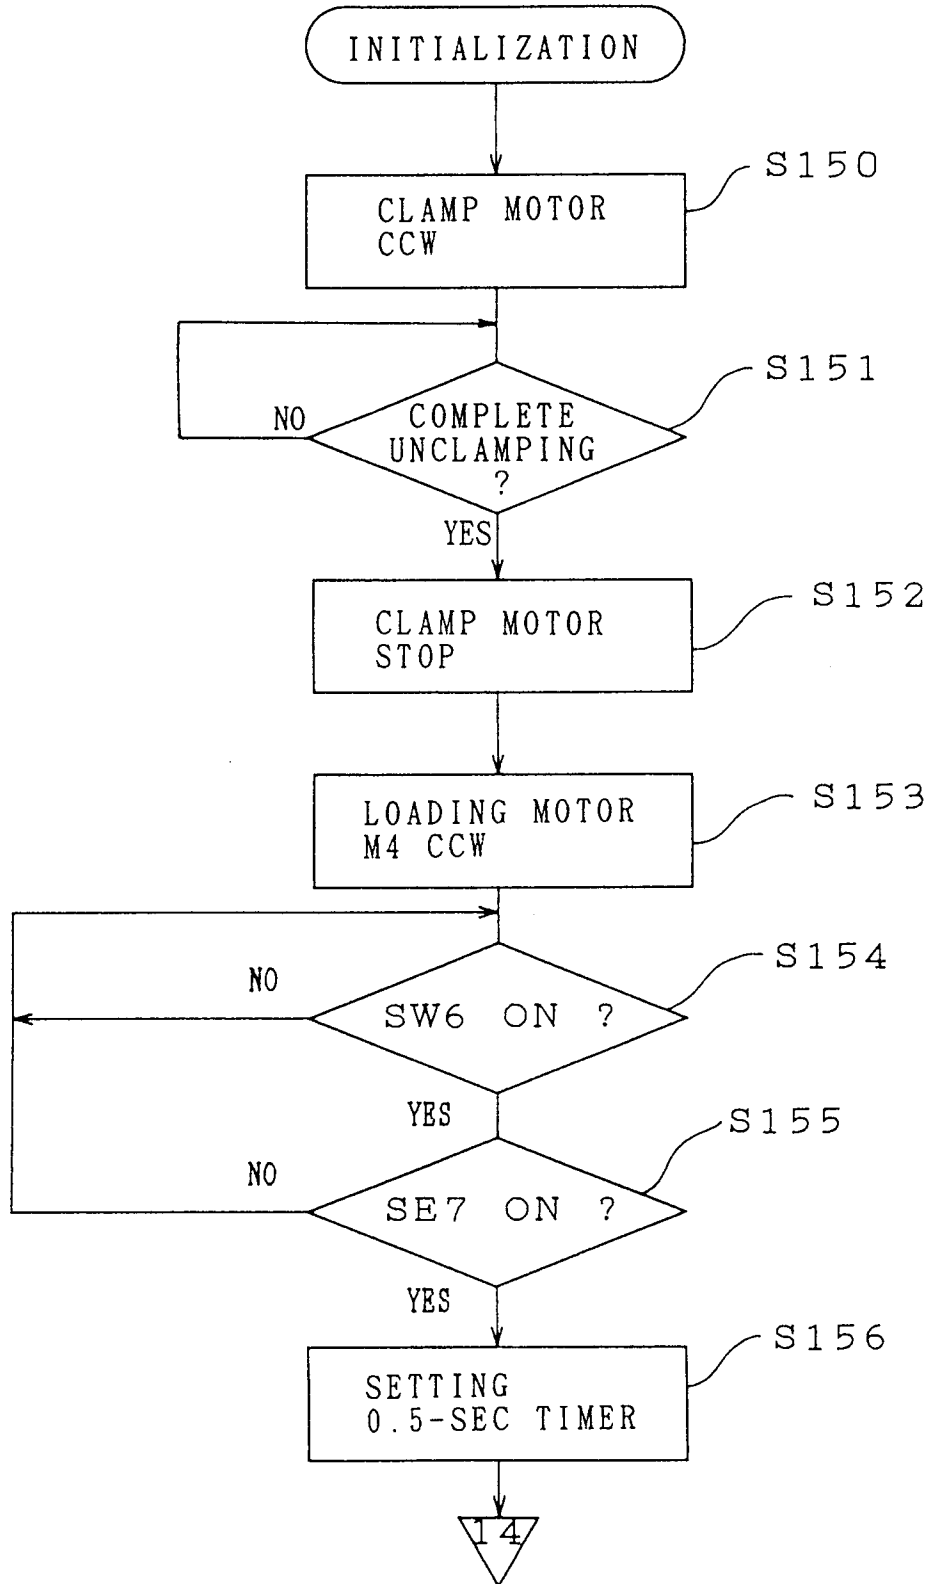 INITIALIZATION
S150
CLAMP MOTOR
CCW
S151
COMPLETE
UNCLAMPING
?
NO
YES
S152
CLAMP MOTOR
STOP
S153
LOADING MOTOR
M4 CCW
S154
NO
SW6 ON ?
YES
S155
NO
SE7 ON ?
YES
S156
SETTING
0.5-SEC TIMER
14